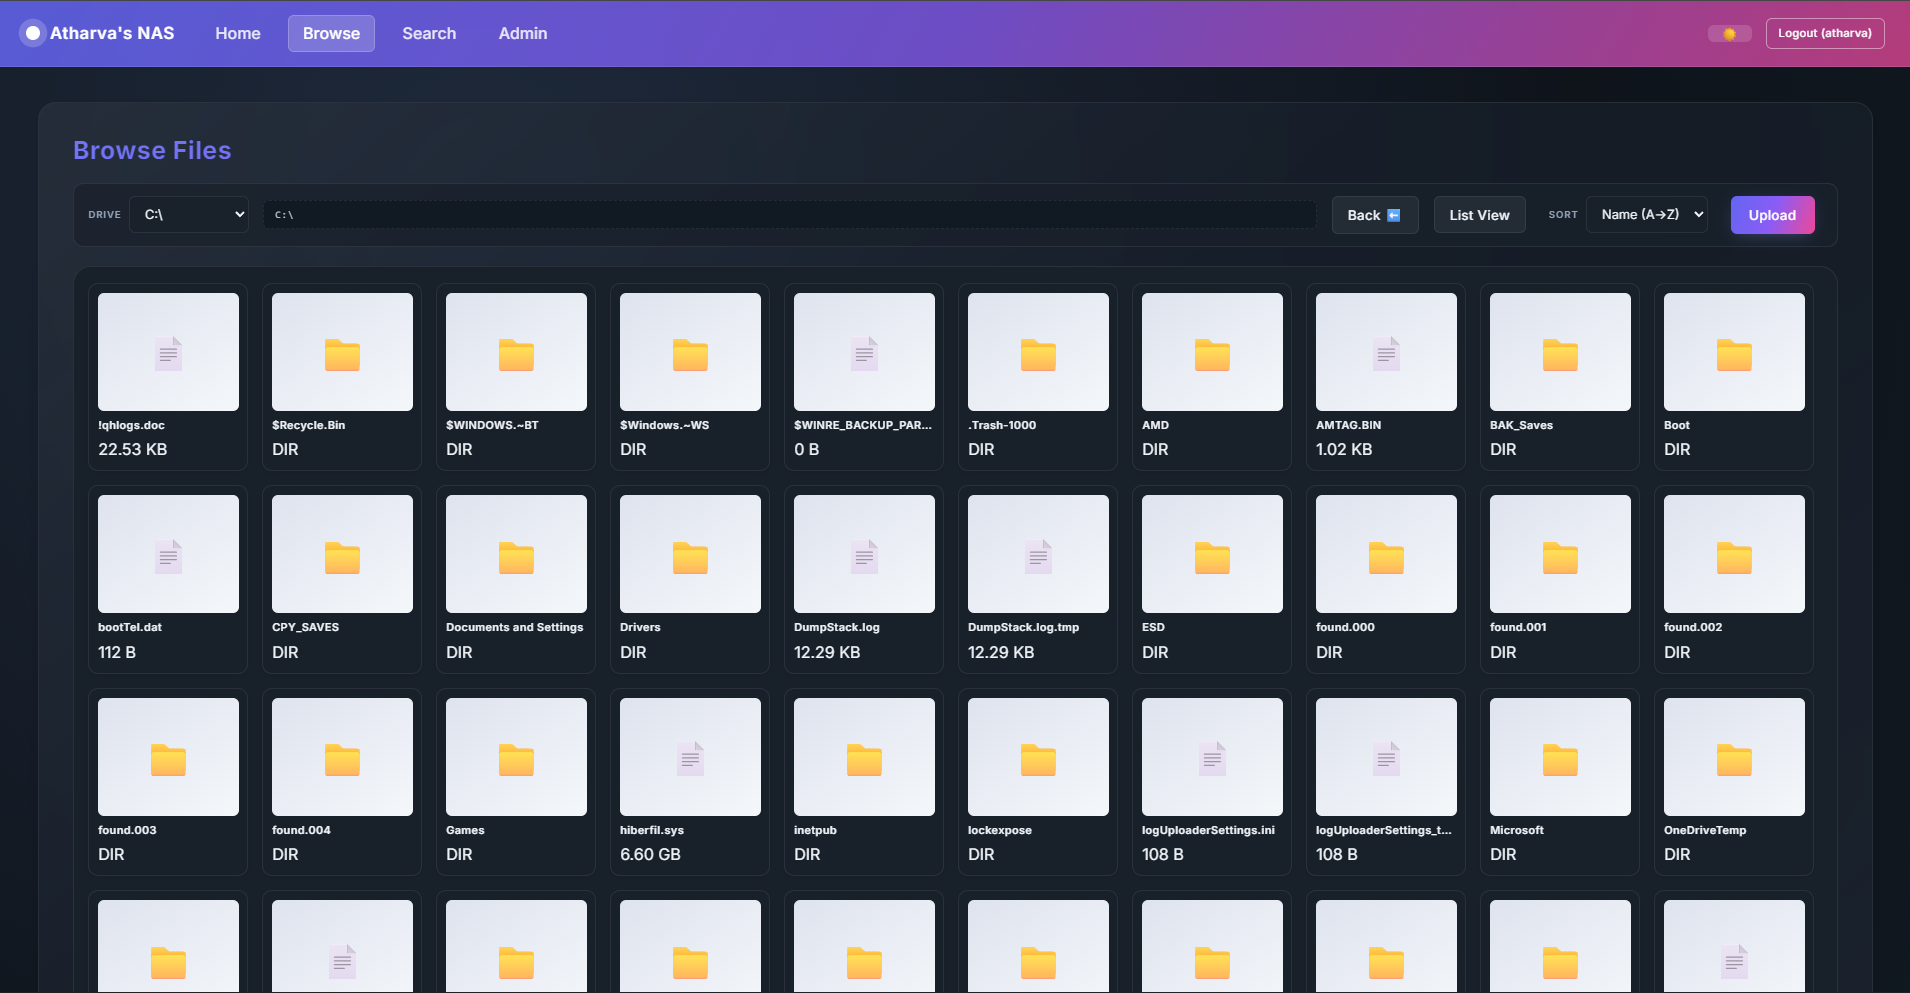 Atharva's NAS Home Browse Search Admin Logout (atharva)
Browse Files
DRIVE C:\ C:\ Back List View SORT Name (A→Z) Upload
!qhlogs.doc $Recycle.Bin $WINDOWS.~BT $Windows.~WS $WINRE_BACKUP_PAR... .Trash-1000 AMD AMTAG.BIN BAK_Saves Boot
22.53 KB DIR DIR DIR 0 B DIR DIR 1.02 KB DIR DIR
bootTel.dat CPY_SAVES Documents and Settings Drivers DumpStack.log DumpStack.log.tmp ESD found.000 found.001 found.002
112 B DIR DIR DIR 12.29 KB 12.29 KB DIR DIR DIR DIR
found.003 found.004 Games hiberfil.sys inetpub lockexpose logUploaderSettings.ini logUploaderSettings_t... Microsoft OneDriveTemp
DIR DIR DIR 6.60 GB DIR DIR 108 B 108 B DIR DIR